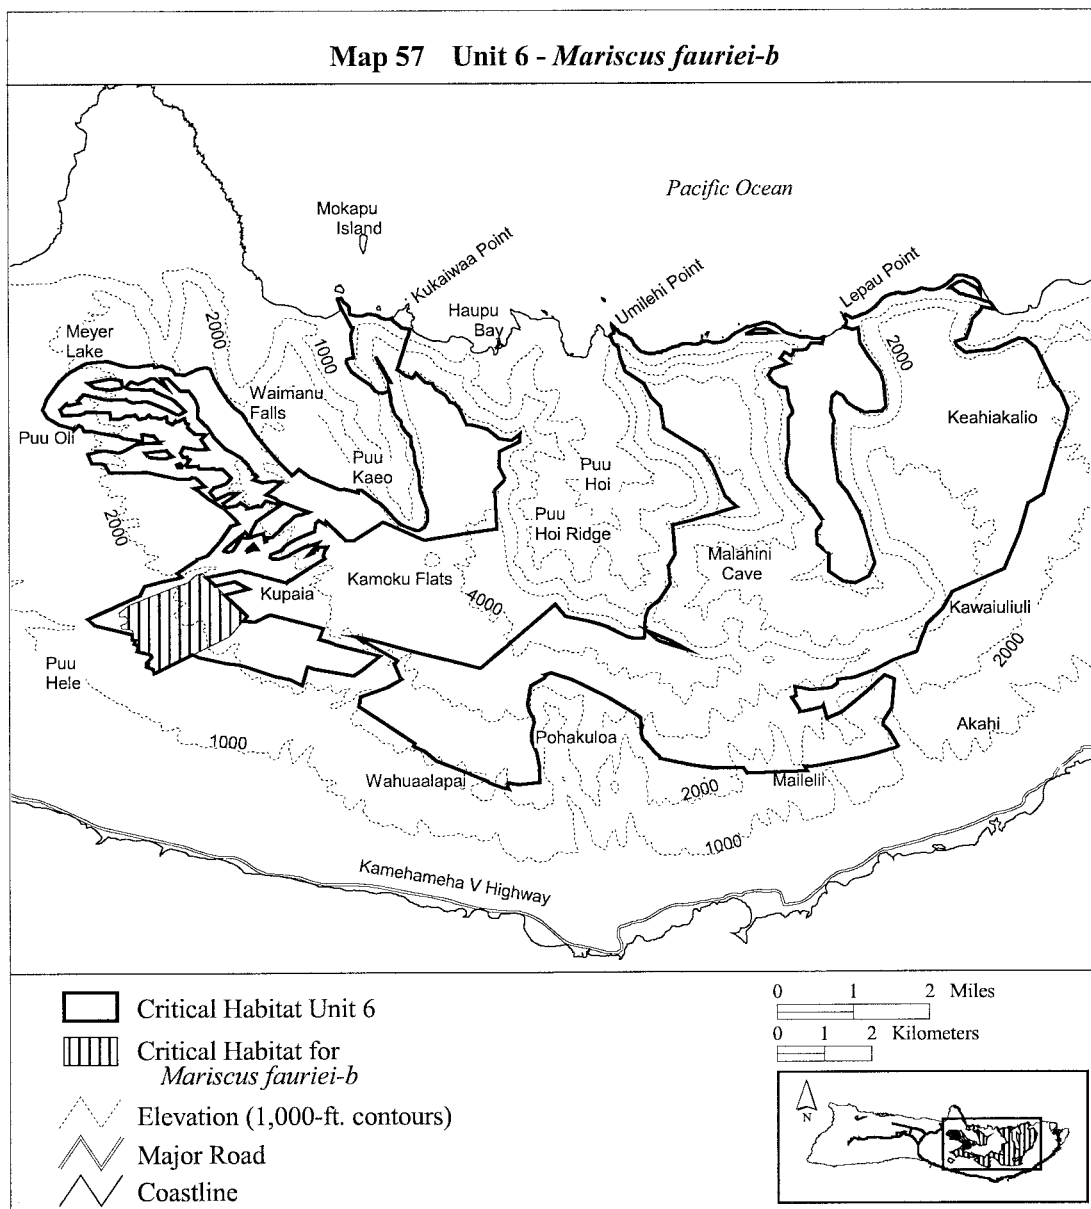 Map 57 Unit 6 - Mariscus fauriei-b
Pacific Ocean
Mokapu
Island
Kukaiwaa Point
Haupu
Bay
Umilehi Point
Lepau Point
Meyer
Lake
2000
1000
2000
Waimanu
Falls
Keahiakalio
Puu Oli
Puu
Kaeo
Puu
Hoi
2000
Puu
Hoi Ridge
Malahini
Cave
Kamoku Flats
Kupaia
4000
Kawaiuliuli
2000
Puu
Hele
1000
Pohakuloa
Akahi
Wahuaalapai
2000
Mailelii
1000
Kamehameha V Highway
Critical Habitat Unit 6
Critical Habitat for
Mariscus fauriei-b
Elevation (1,000-ft. contours)
Major Road
Coastline
0 1 2 Miles
0 1 2 Kilometers
N